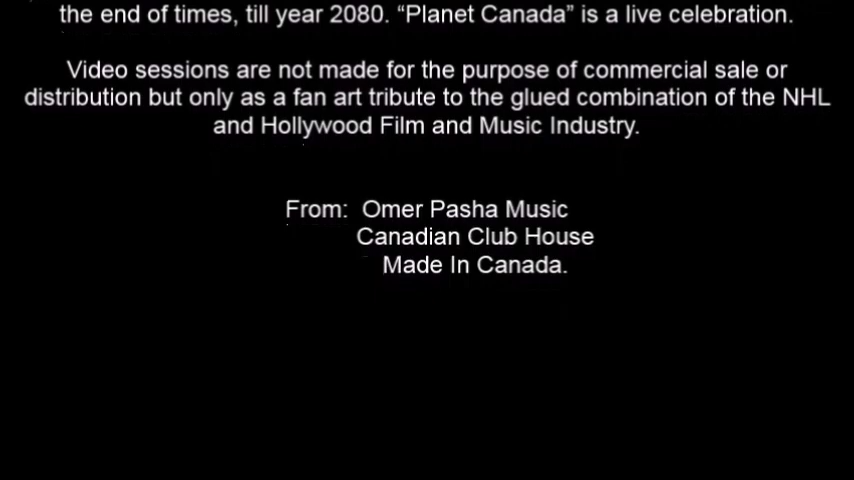 the end of times, till year 2080. “Planet Canada” is a live celebration.
Video sessions are not made for the purpose of commercial sale or
distribution but only as a fan art tribute to the glued combination of the NHL
and Hollywood Film and Music Industry.
From: Omer Pasha Music
Canadian Club House
Made In Canada.